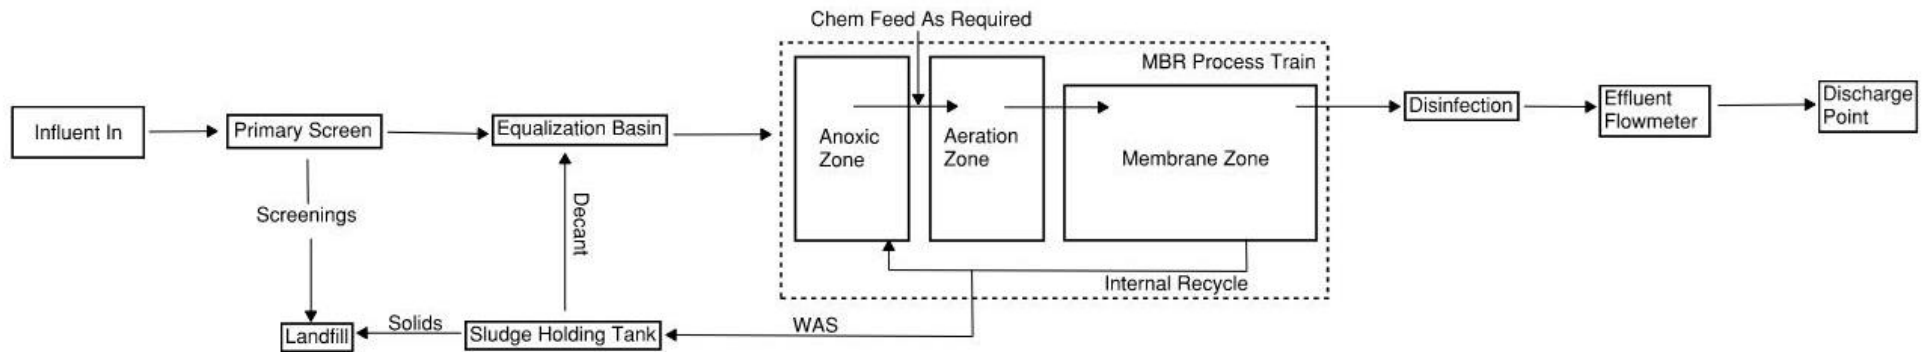 Chem Feed As Required
MBR Process Train
Influent In
Primary Screen
Equalization Basin
Anoxic
Zone
Aeration
Zone
Membrane Zone
Disinfection
Effluent
Flowmeter
Discharge
Point
Screenings
Decant
Internal Recycle
Landfill
Solids
Sludge Holding Tank
WAS